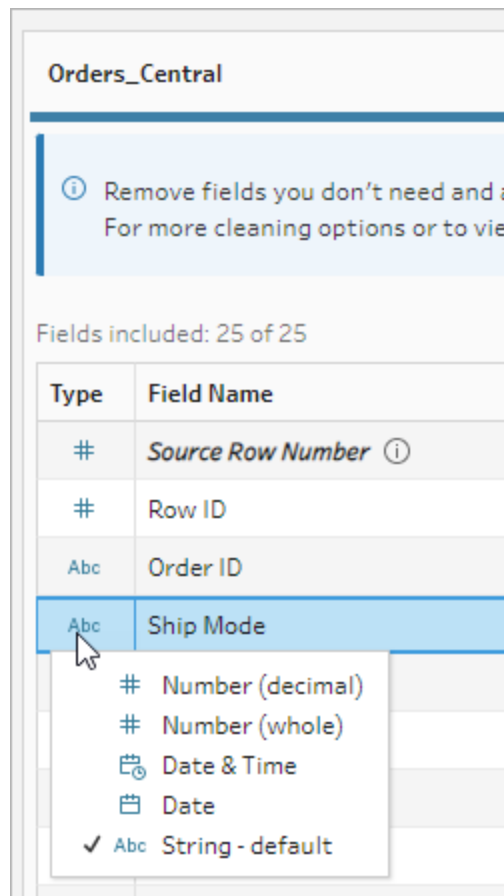 Orders_Central
Remove fields you don't need and a
For more cleaning options or to vie
Fields included: 25 of 25
Type Field Name
# Source Row Number
# Row ID
Abc Order ID
Abc Ship Mode
# Number (decimal)
# Number (whole)
Date & Time
Date
Abc String - default